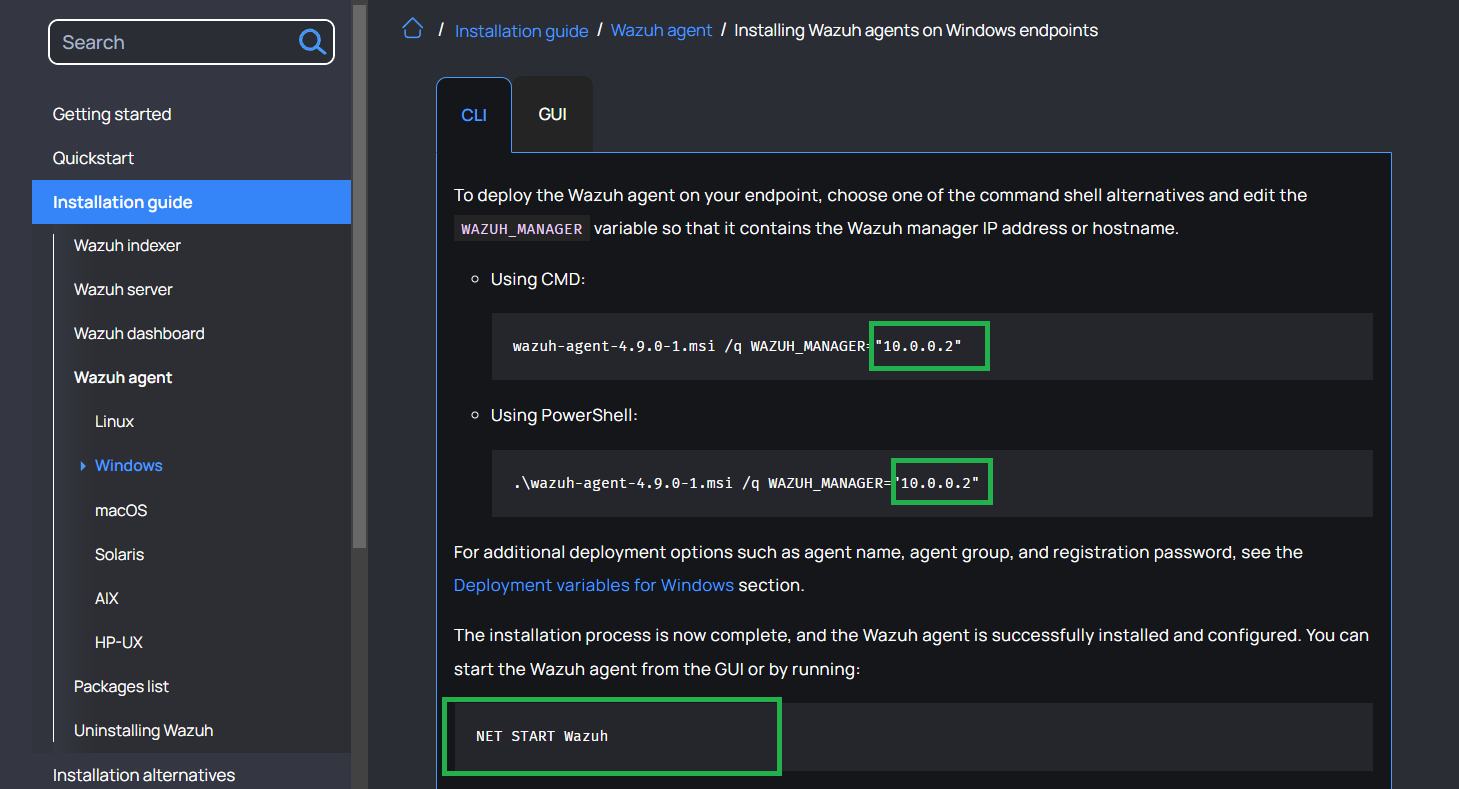 Search
Getting started
Quickstart
Installation guide
Wazuh indexer
Wazuh server
Wazuh dashboard
Wazuh agent
Linux
Windows
macOS
Solaris
AIX
HP-UX
Packages list
Uninstalling Wazuh
Installation alternatives
/ Installation guide / Wazuh agent / Installing Wazuh agents on Windows endpoints
CLI GUI
To deploy the Wazuh agent on your endpoint, choose one of the command shell alternatives and edit the
WAZUH_MANAGER variable so that it contains the Wazuh manager IP address or hostname.
Using CMD:
wazuh-agent-4.9.0-1.msi /q WAZUH_MANAGER="10.0.0.2"
Using PowerShell:
.\wazuh-agent-4.9.0-1.msi /q WAZUH_MANAGER="10.0.0.2"
For additional deployment options such as agent name, agent group, and registration password, see the
Deployment variables for Windows section.
The installation process is now complete, and the Wazuh agent is successfully installed and configured. You can
start the Wazuh agent from the GUI or by running:
NET START Wazuh